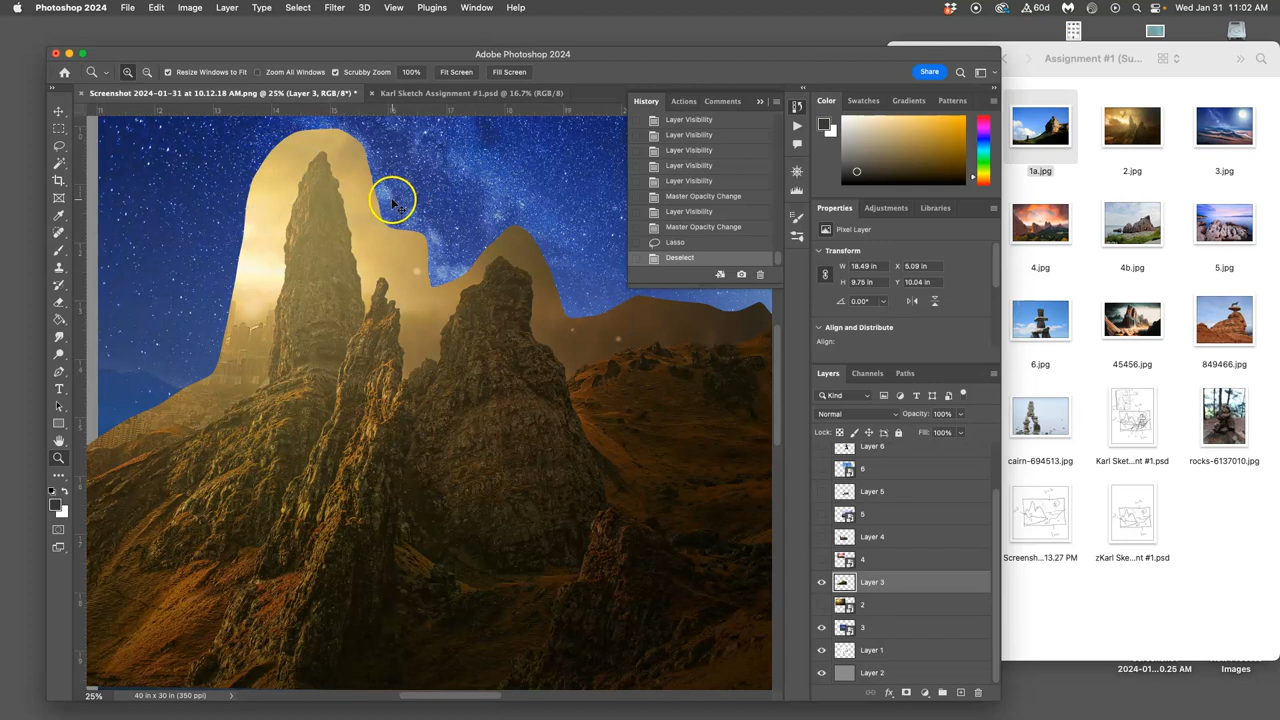 Photoshop 2024 File Edit Image Layer Type Select Filter 3D View Plugins Window Help 60d Wed Jan 31 11:02 AM
Adobe Photoshop 2024
Resize Windows to Fit Zoom All Windows Scrubby Zoom 100% Fit Screen Fill Screen Share
Screenshot 2024-01-31 at 10.12.18 AM.png @ 25% (Layer 3, RGB/8*) * Karl Sketch Assignment #1.psd @ 16.7% (RGB/8)
11 13 14 15 16 17 18 19
History Actions Comments
Layer Visibility
Layer Visibility
Layer Visibility
Layer Visibility
Layer Visibility
Master Opacity Change
Layer Visibility
Master Opacity Change
Lasso
Deselect
Color Swatches Gradients Patterns
Properties Adjustments Libraries
Pixel Layer
Transform
W 18.49 in X 5.09 in
H 9.75 in Y 10.04 in
0.00°
Align and Distribute
Align:
Layers Channels Paths
Kind
Normal Opacity: 100%
Lock: Fill: 100%
Layer 6
6
Layer 5
5
Layer 4
4
Layer 3
2
3
Layer 1
Layer 2
25% 40 in x 30 in (350 ppi)
Assignment #1 (Su...
1a.jpg 2.jpg 3.jpg
4.jpg 4b.jpg 5.jpg
6.jpg 45456.jpg 849466.jpg
cairn-694513.jpg Karl Sket...nt #1.psd rocks-6137010.jpg
Screensh...13.27 PM zKarl Ske...nt #1.psd
2024-01...0.25 AM Images